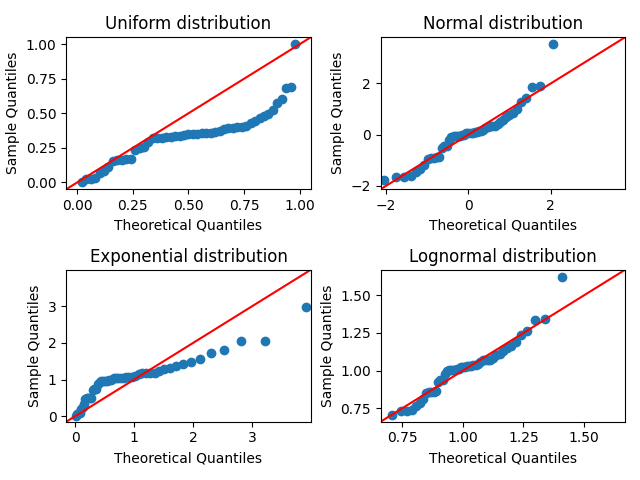 Uniform distribution
1.00
0.75
0.50
0.25
0.00
Sample Quantiles
0.00 0.25 0.50 0.75 1.00
Theoretical Quantiles
Normal distribution
2
0
−2
Sample Quantiles
−2 0 2
Theoretical Quantiles
Exponential distribution
3
2
1
0
Sample Quantiles
0 1 2 3
Theoretical Quantiles
Lognormal distribution
1.50
1.25
1.00
0.75
Sample Quantiles
0.75 1.00 1.25 1.50
Theoretical Quantiles